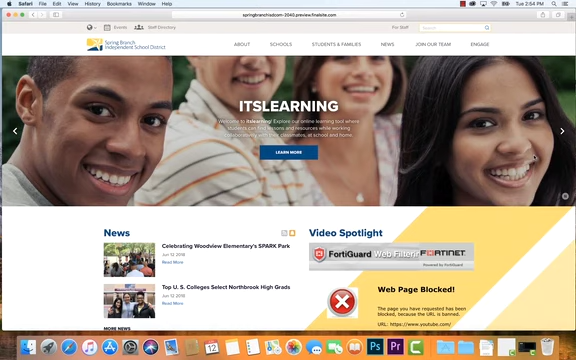 Safari File Edit View History Bookmarks Window Help
Tue 2:54 PM
springbranchisdcom-2040.preview.finalsite.com
Events Staff Directory
For Staff
Spring Branch
Independent School District
ABOUT SCHOOLS STUDENTS & FAMILIES NEWS JOIN OUR TEAM ENGAGE
ITSLEARNING
Welcome to itslearning! Explore our online learning tool where
students can find lessons and resources while working
collaboratively with their classmates, at school and home.
LEARN MORE
News
Celebrating Woodview Elementary's SPARK Park
Jun 13, 2018
Read More
Top U. S. Colleges Select Northbrook High Grads
Jun 12, 2018
Read More
MORE NEWS
Video Spotlight
FortiGuard Web Filtering
FORTINET
Powered by FortiGuard
Web Page Blocked!
The page you have requested has been
blocked, because the URL is banned.
URL: https://www.youtube.com/
12
Ps Pr